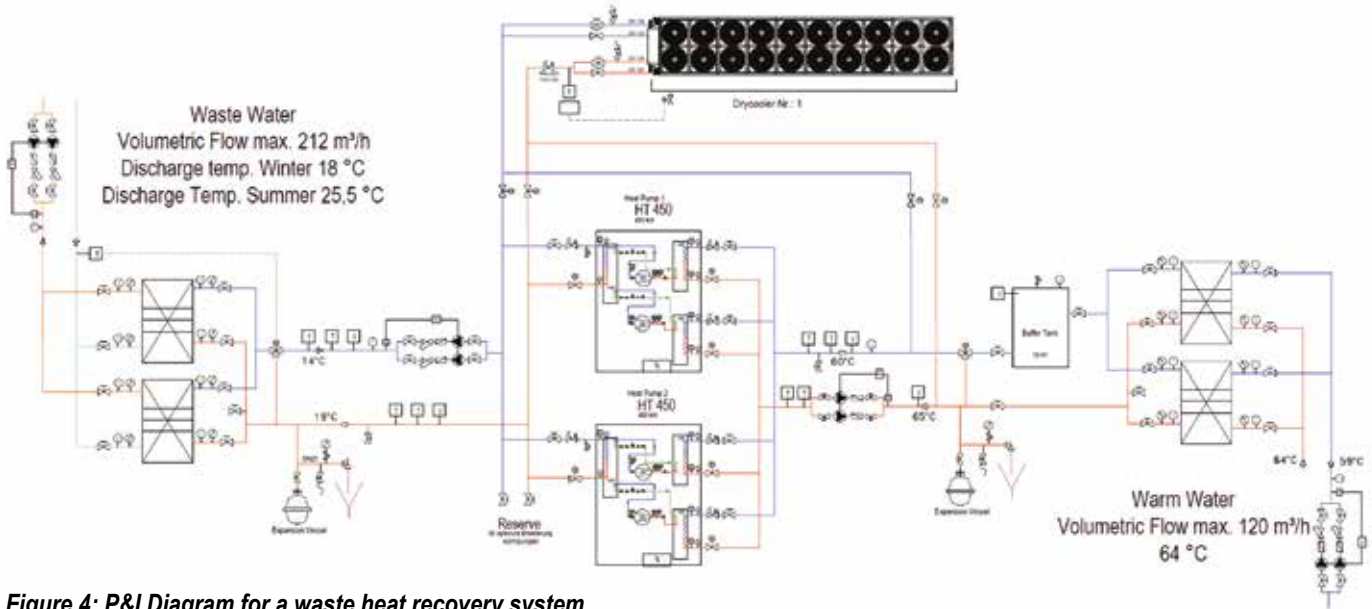 Drycooler Nr.: 1
Waste Water
Volumetric Flow max. 212 m³/h
Discharge temp. Winter 18 °C
Discharge Temp. Summer 25,5 °C
Heat Pump 1
HT 450
14°C
60°C
Buffer Tank
Heat Pump 2
HT 450
19°C
65°C
64°C
59°C
Expansion Vessel
Reserve
Expansion Vessel
Warm Water
Volumetric Flow max. 120 m³/h
64 °C
Figure 4: P&I Diagram for a waste heat recovery system